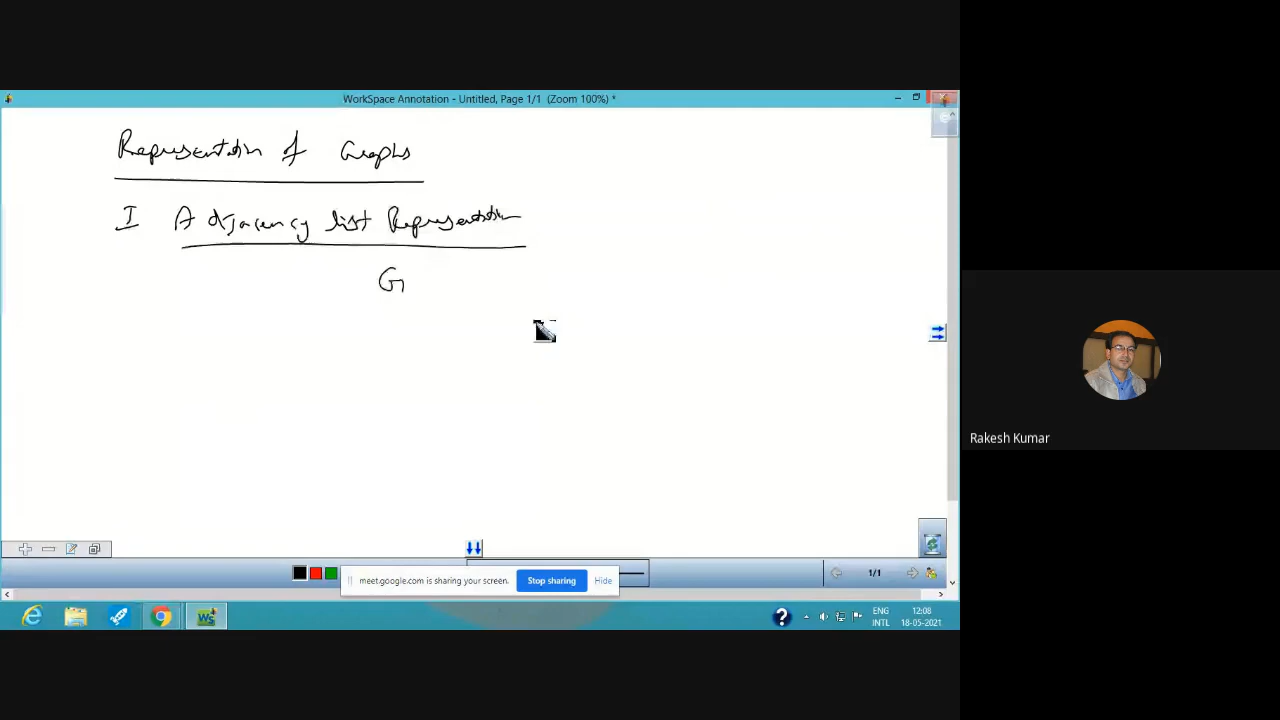 WorkSpace Annotation - Untitled, Page 1/1 (Zoom 100%) *
Representation of Graphs
I Adjacency list Representation
G
Rakesh Kumar
1/1
meet.google.com is sharing your screen. Stop sharing Hide
ENG 12:08
INTL 18-05-2021